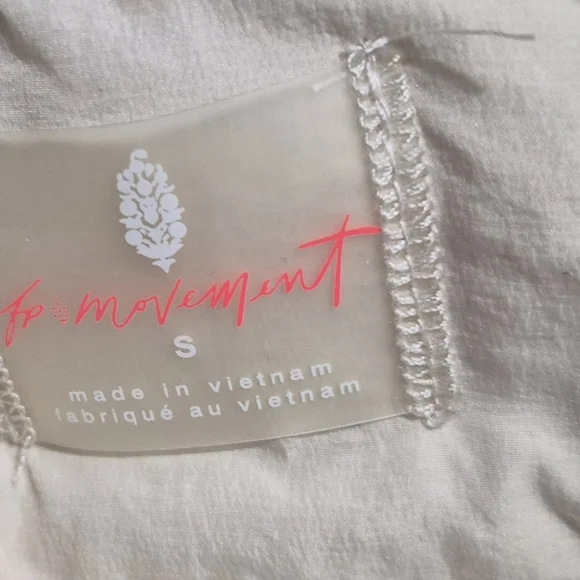 fp movement
S
made in vietnam
fabriqué au vietnam